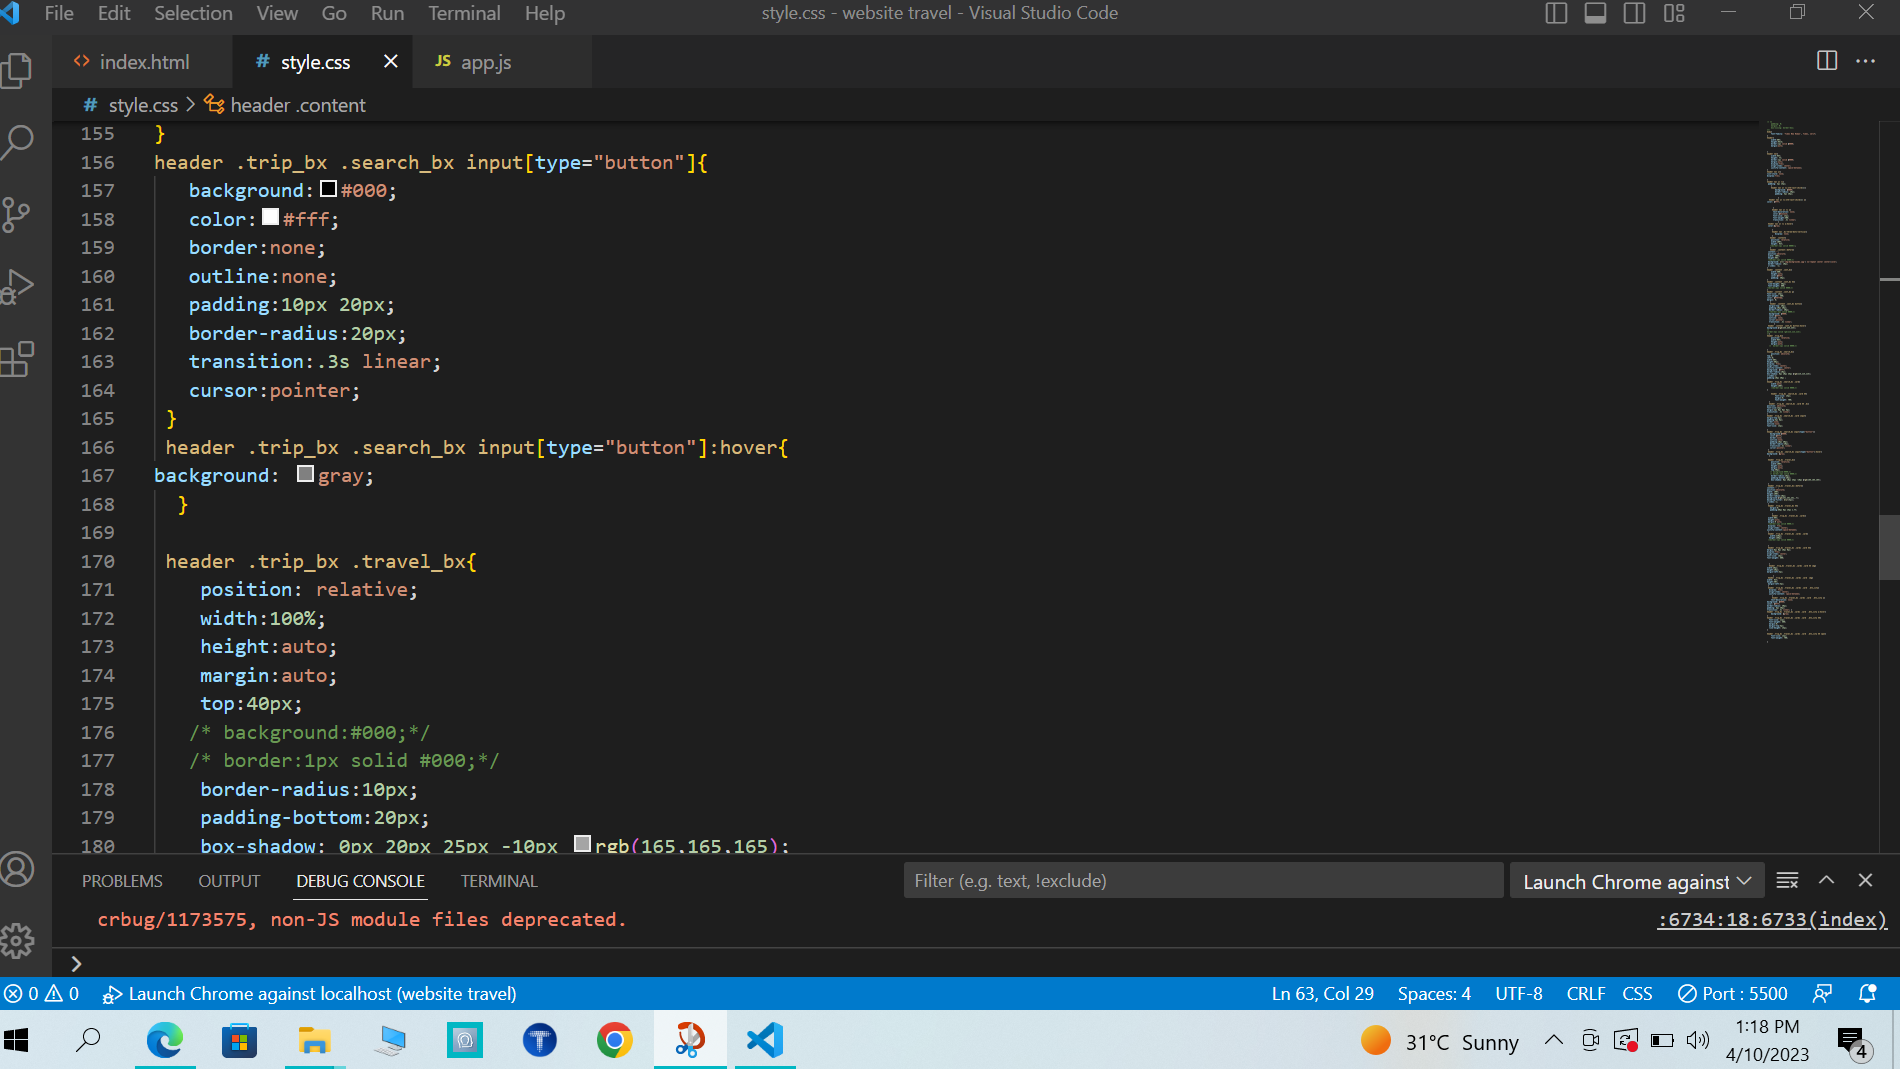 File Edit Selection View Go Run Terminal Help style.css - website travel - Visual Studio Code
index.html # style.css JS app.js
# style.css > header .content
155 }
156 header .trip_bx .search_bx input[type="button"]{
157 background:#000;
158 color:#fff;
159 border:none;
160 outline:none;
161 padding:10px 20px;
162 border-radius:20px;
163 transition:.3s linear;
164 cursor:pointer;
165 }
166 header .trip_bx .search_bx input[type="button"]:hover{
167 background: gray;
168 }
169
170 header .trip_bx .travel_bx{
171 position: relative;
172 width:100%;
173 height:auto;
174 margin:auto;
175 top:40px;
176 /* background:#000;*/
177 /* border:1px solid #000;*/
178 border-radius:10px;
179 padding-bottom:20px;
180 box-shadow: 0px 20px 25px -10px rgb(165,165,165);
PROBLEMS OUTPUT DEBUG CONSOLE TERMINAL Filter (e.g. text, !exclude) Launch Chrome against
crbug/1173575, non-JS module files deprecated. :6734:18:6733(index)
0 0 Launch Chrome against localhost (website travel) Ln 63, Col 29 Spaces: 4 UTF-8 CRLF CSS Port : 5500
31°C Sunny 1:18 PM
4/10/2023 4